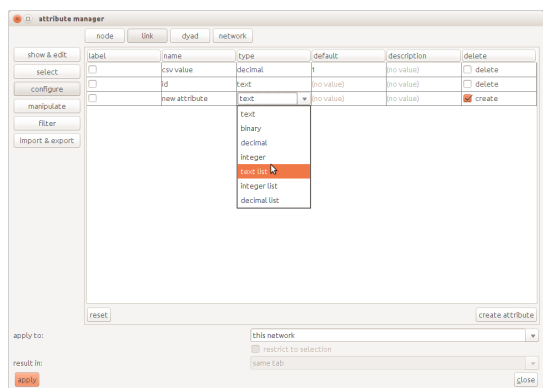 attribute manager
node link dyad network
show & edit
select
configure
manipulate
filter
import & export
label name type default description delete
csv value decimal 1 (no value) delete
id text (no value) (no value) delete
new attribute text (no value) (no value) create
text
binary
decimal
integer
text list
integer list
decimal list
reset create attribute
apply to: this network
restrict to selection
result in: same tab
apply close